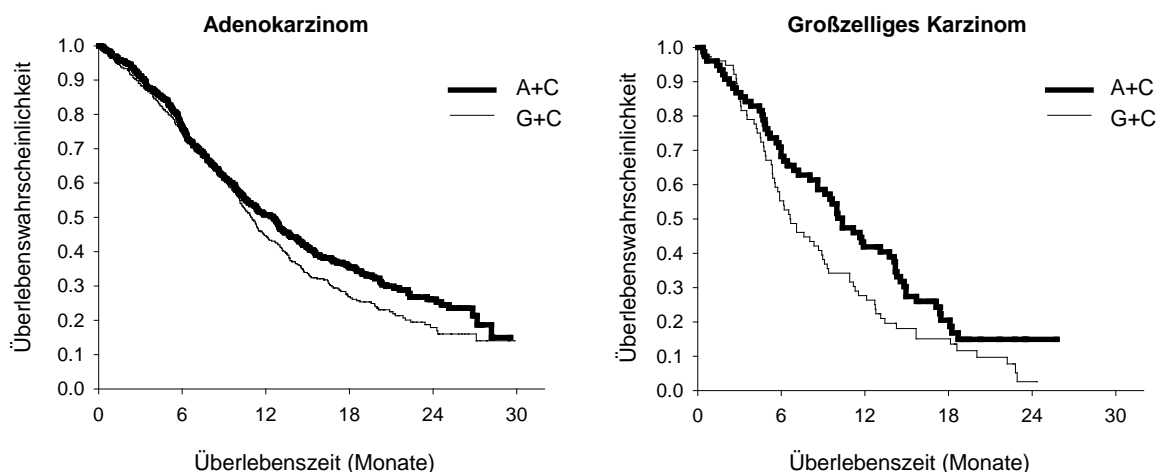 Adenokarzinom
Überlebenswahrscheinlichkeit
1.0
0.9
0.8
0.7
0.6
0.5
0.4
0.3
0.2
0.1
0.0
0 6 12 18 24 30
Überlebenszeit (Monate)
A+C
G+C
Großzelliges Karzinom
Überlebenswahrscheinlichkeit
1.0
0.9
0.8
0.7
0.6
0.5
0.4
0.3
0.2
0.1
0.0
0 6 12 18 24 30
Überlebenszeit (Monate)
A+C
G+C